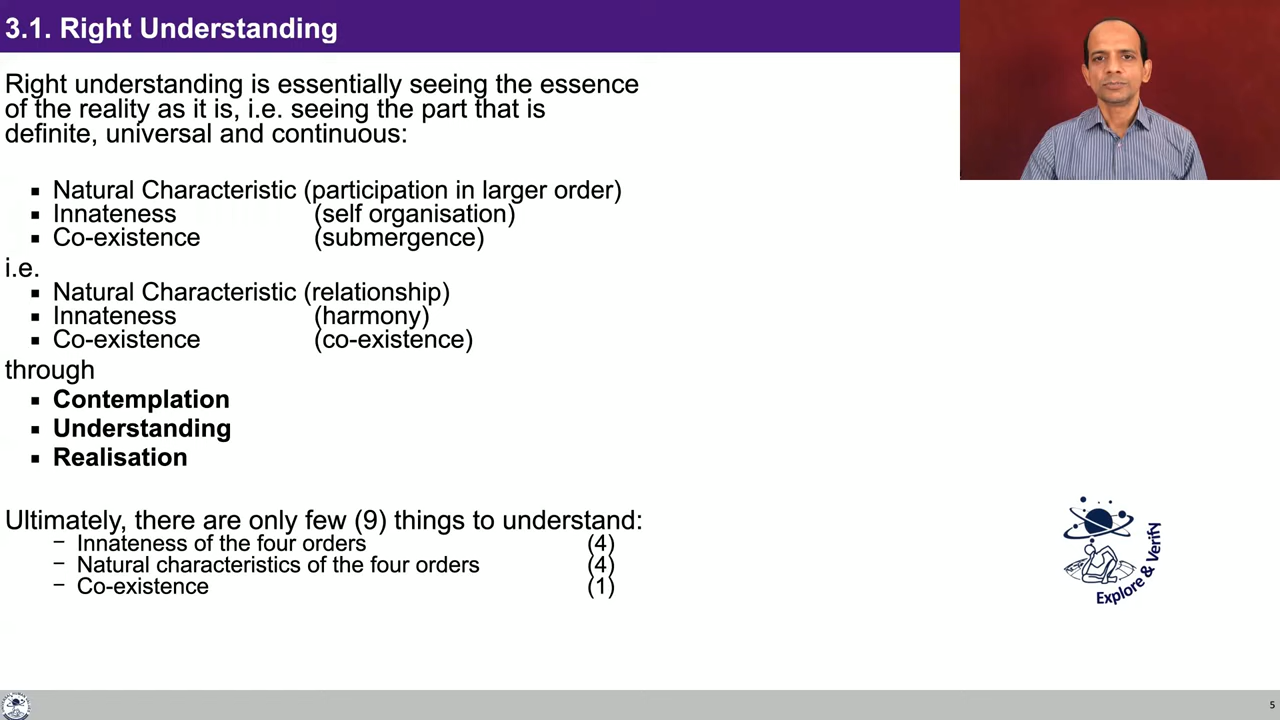 3.1. Right Understanding
Right understanding is essentially seeing the essence
of the reality as it is, i.e. seeing the part that is
definite, universal and continuous:
▪ Natural Characteristic (participation in larger order)
▪ Innateness (self organisation)
▪ Co-existence (submergence)
i.e.
▪ Natural Characteristic (relationship)
▪ Innateness (harmony)
▪ Co-existence (co-existence)
through
▪ Contemplation
▪ Understanding
▪ Realisation
Ultimately, there are only few (9) things to understand:
− Innateness of the four orders (4)
− Natural characteristics of the four orders (4)
− Co-existence (1)
Explore & Verify
5